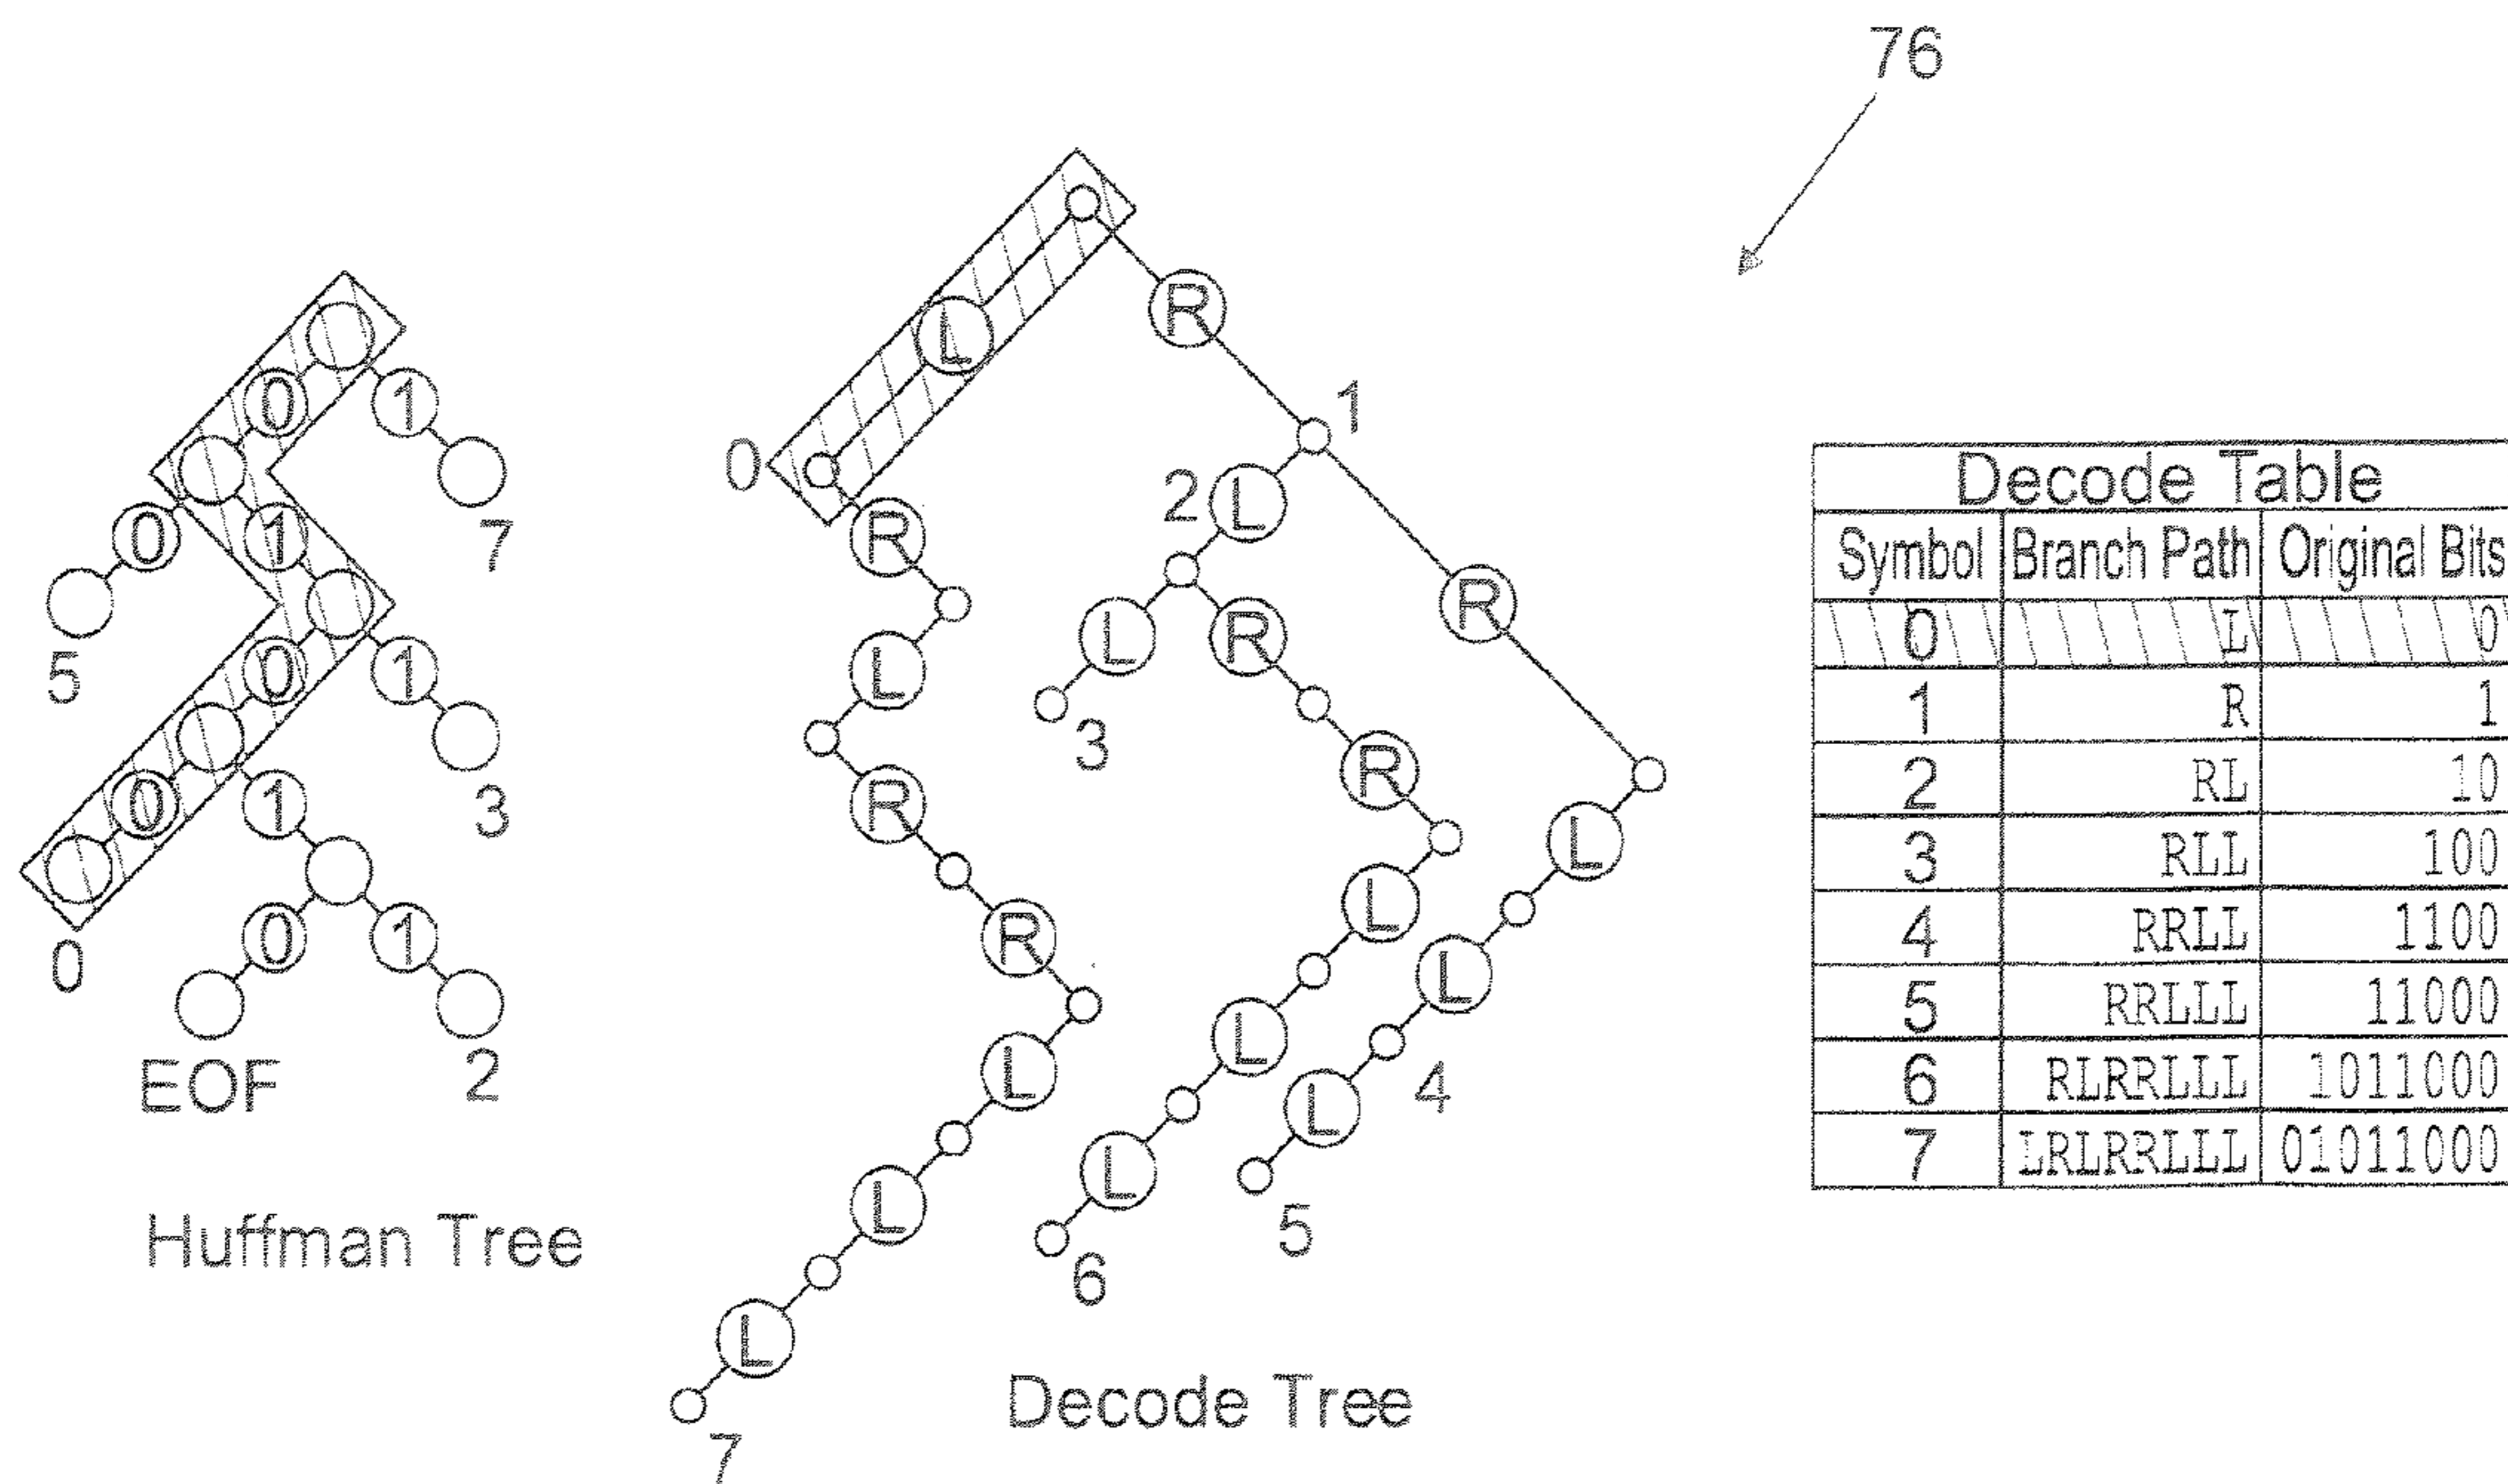 76
0 1
0 1 7
5
0 1
0 1 3
0
0 1
EOF 2
Huffman Tree
L R
0 1
R 2 L
R
L L R
3
R R
L
R L 4
L L L
5
L L
6
L
7
Decode Tree
Decode Table
Symbol Branch Path Original Bits
0 L 0
1 R 1
2 RL 10
3 RLL 100
4 RRLL 1100
5 RRLLL 11000
6 RLRRLLL 1011000
7 LRLRRLLL 01011000